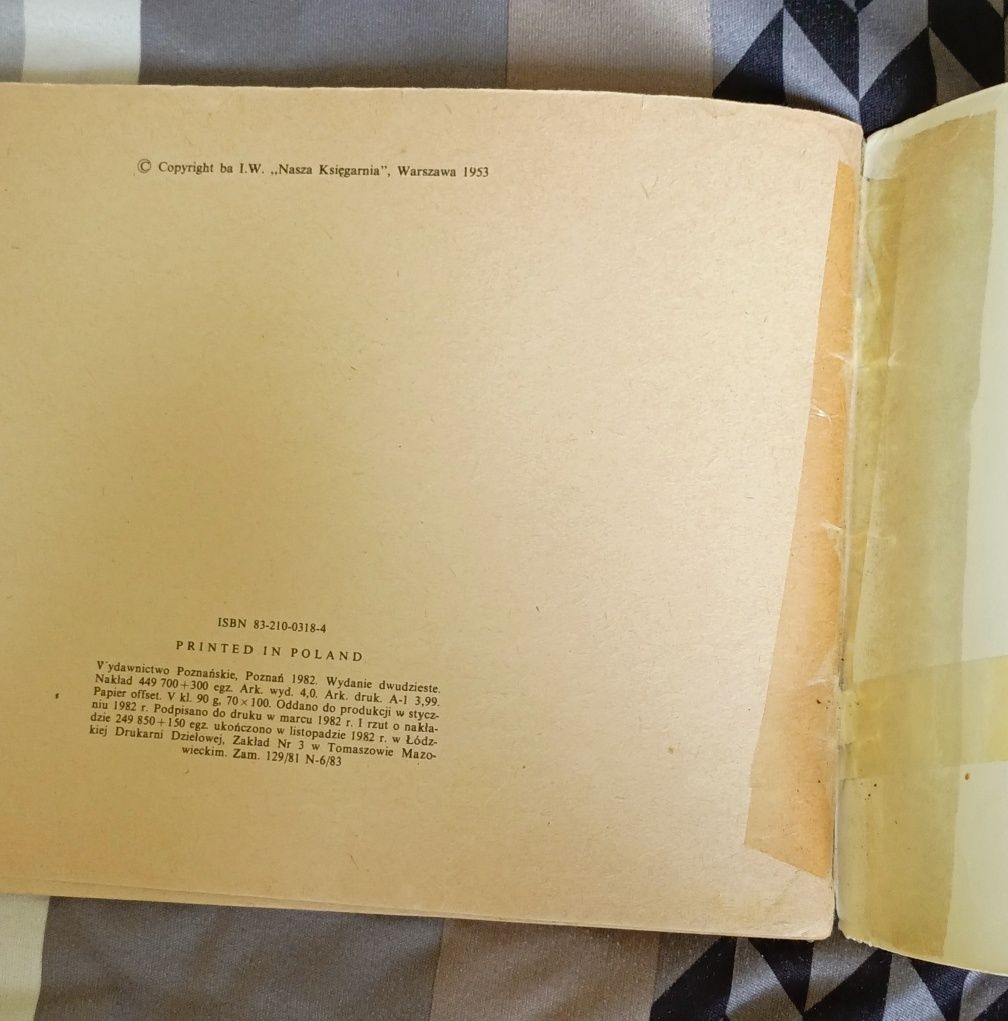 © Copyright ba I.W. „Nasza Księgarnia”, Warszawa 1953
ISBN 83-210-0318-4
PRINTED IN POLAND
Wydawnictwo Poznańskie, Poznań 1982. Wydanie dwudzieste.
Nakład 449 700+300 egz. Ark. wyd. 4,0. Ark. druk. A-1 3,99.
Papier offset. V kl. 90 g, 70×100. Oddano do produkcji w stycz-
niu 1982 r. Podpisano do druku w marcu 1982 r. I rzut o nakła-
dzie 249 850+150 egz. ukończono w listopadzie 1982 r. w Łódz-
kiej Drukarni Dziełowej, Zakład Nr 3 w Tomaszowie Mazo-
wieckim. Zam. 129/81 N-6/83